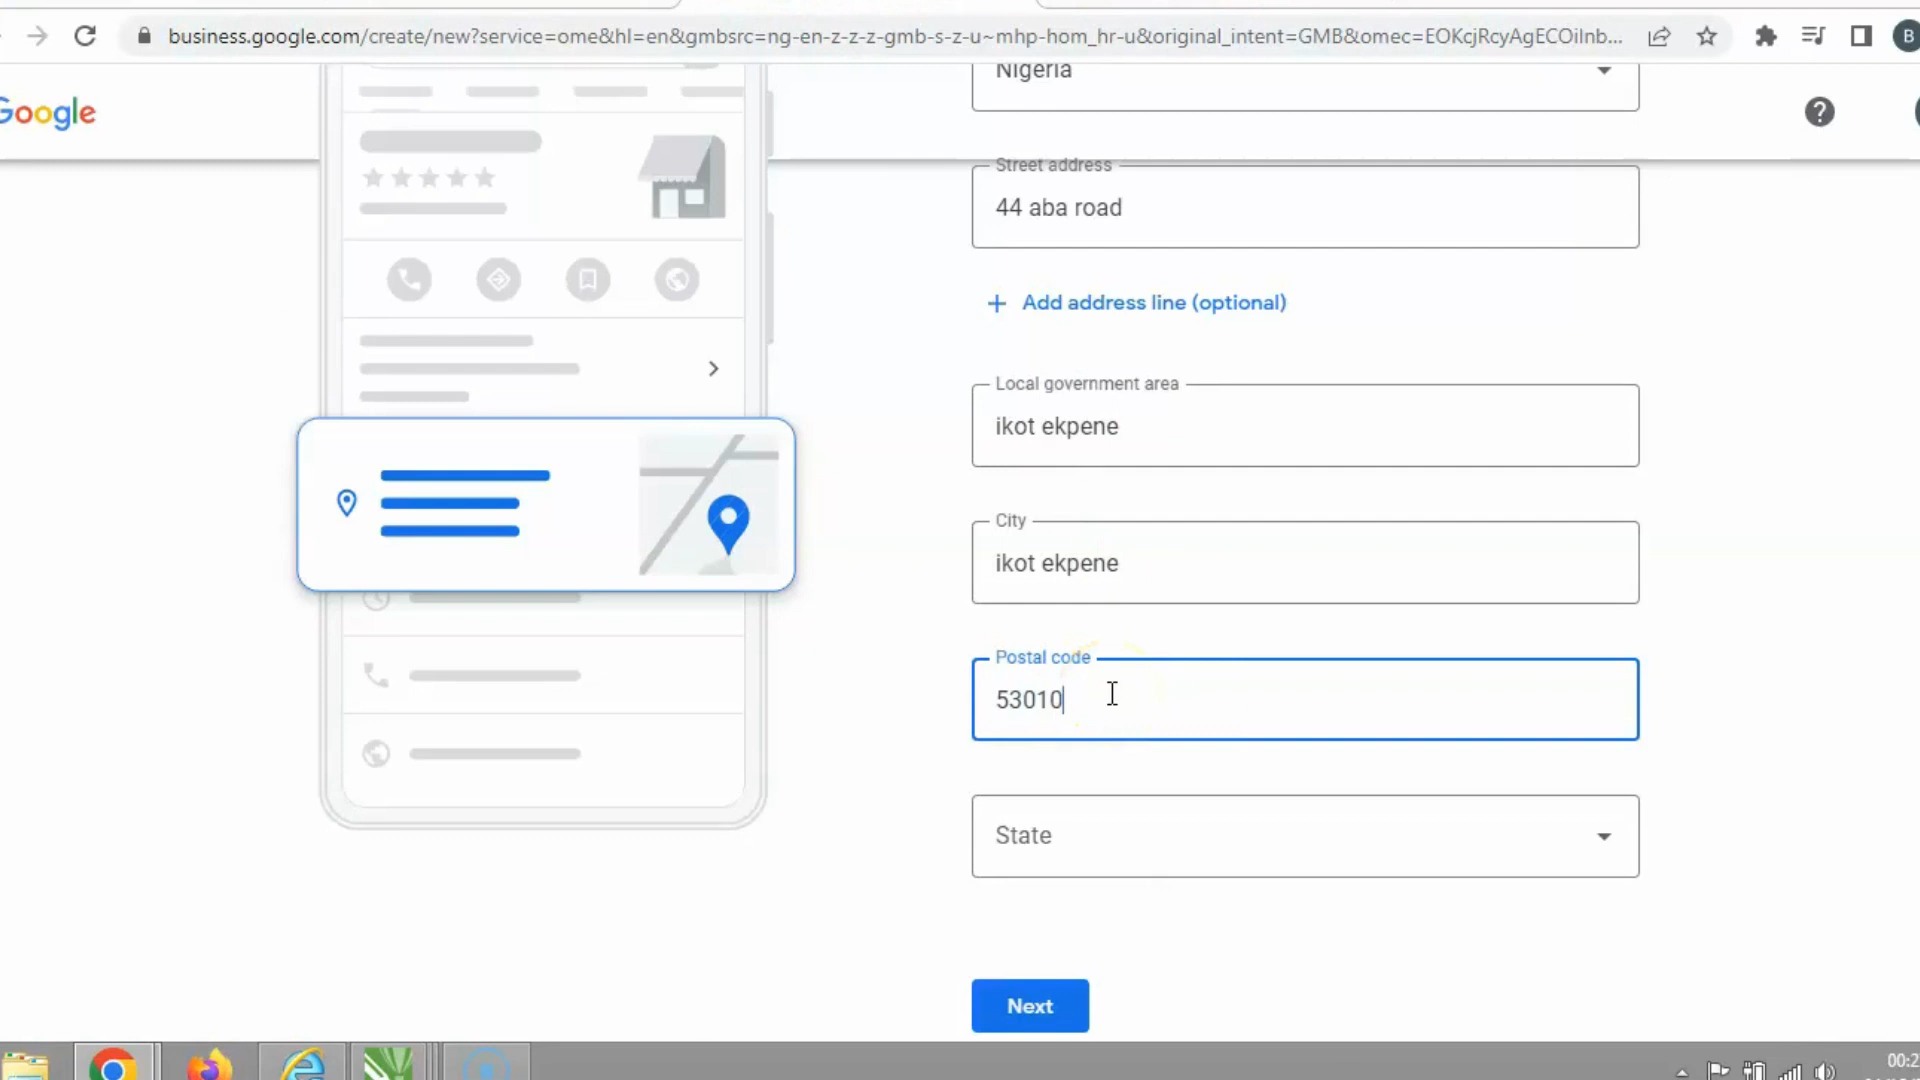 business.google.com/create/new?service=ome&hl=en&gmbsrc=ng-en-z-z-z-gmb-s-z-u~mhp-hom_hr-u&original_intent=GMB&omec=EOKcjRcyAgECOiInb...
B
Google
Nigeria
?
Street address
44 aba road
+ Add address line (optional)
Local government area
ikot ekpene
City
ikot ekpene
Postal code
53010
State
Next